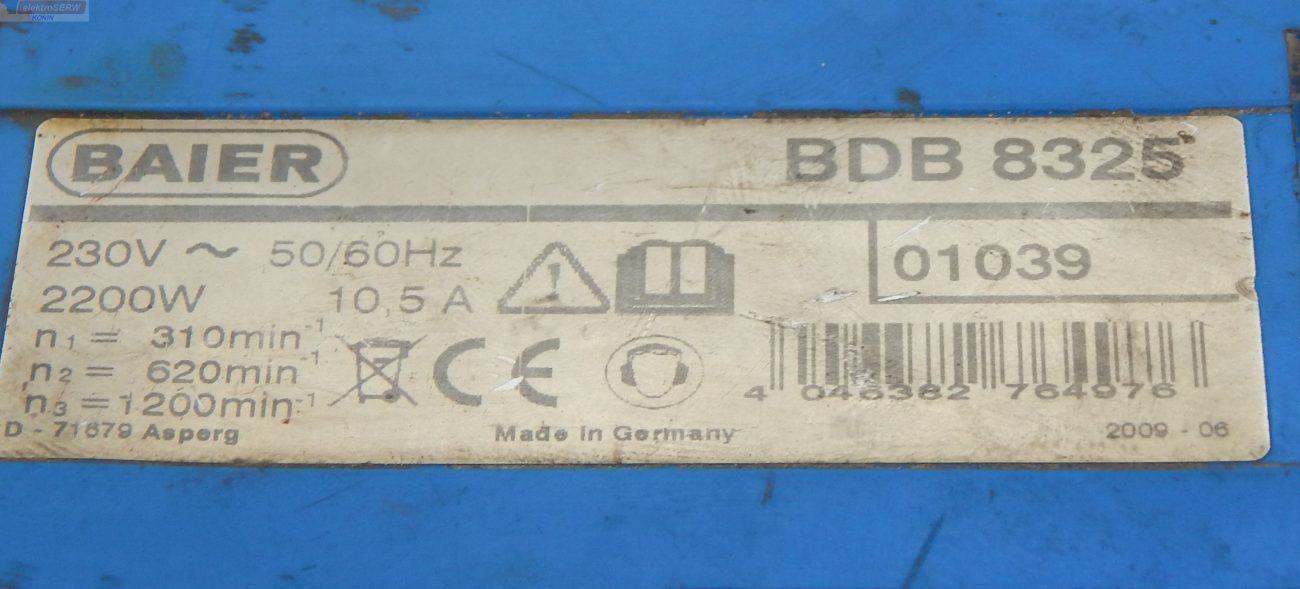 elektroSERW
KONIN
BAIER
BDB 8325
230V ~ 50/60Hz
01039
2200W 10,5 A
n1 = 310min-1
n2 = 620min-1
n3 = 1200min-1
CE
4 046382 764976
D - 71679 Asperg
Made in Germany
2009 - 06